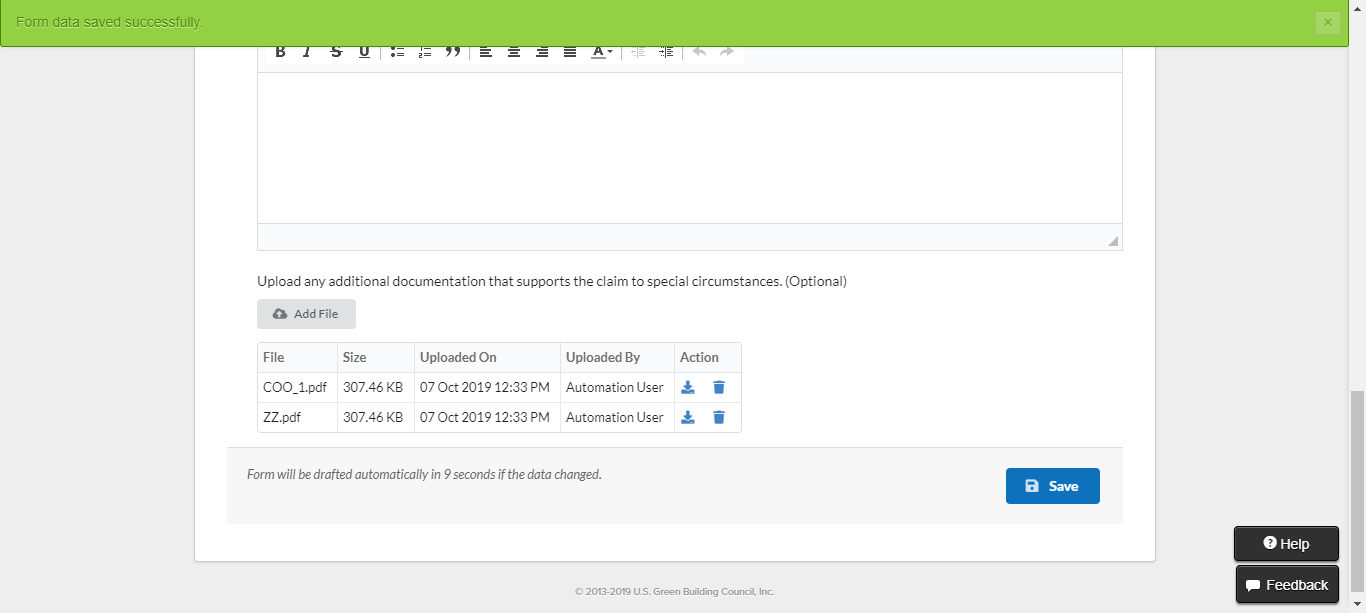 Form data saved successfully.
×
B I S U A
Upload any additional documentation that supports the claim to special circumstances. (Optional)
Add File
File Size Uploaded On Uploaded By Action
COO_1.pdf 307.46 KB 07 Oct 2019 12:33 PM Automation User
ZZ.pdf 307.46 KB 07 Oct 2019 12:33 PM Automation User
Form will be drafted automatically in 9 seconds if the data changed.
Save
Help
© 2013-2019 U.S. Green Building Council, Inc.
Feedback